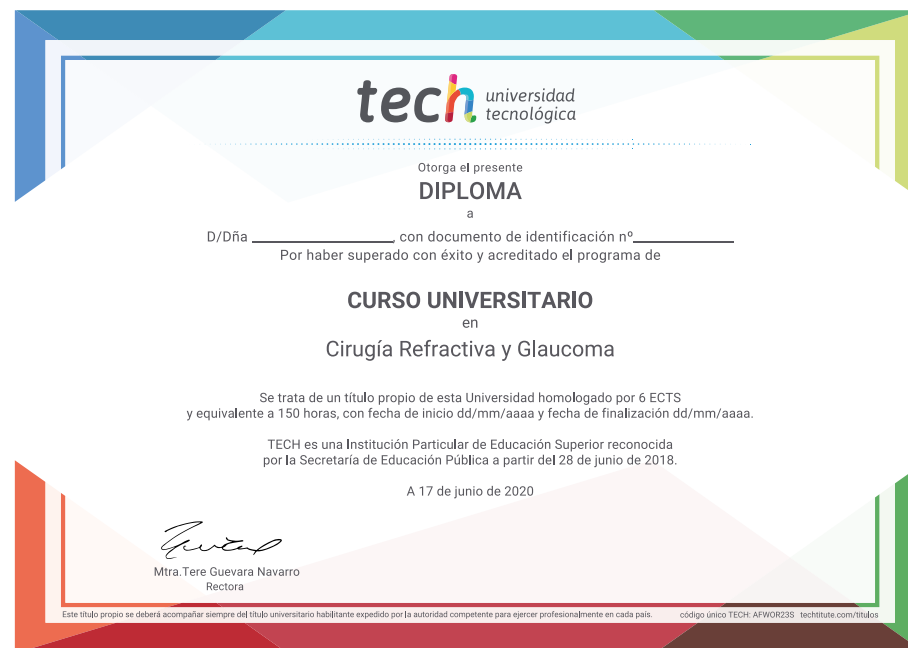 tech universidad
tecnológica
Otorga el presente
DIPLOMA
a
D/Dña ____________________, con documento de identificación nº______________
Por haber superado con éxito y acreditado el programa de
CURSO UNIVERSITARIO
en
Cirugía Refractiva y Glaucoma
Se trata de un título propio de esta Universidad homologado por 6 ECTS
y equivalente a 150 horas, con fecha de inicio dd/mm/aaaa y fecha de finalización dd/mm/aaaa.
TECH es una Institución Particular de Educación Superior reconocida
por la Secretaría de Educación Pública a partir del 28 de junio de 2018.
A 17 de junio de 2020
Mtra.Tere Guevara Navarro
Rectora
Este título propio se deberá acompañar siempre del título universitario habilitante expedido por la autoridad competente para ejercer profesionalmente en cada país. código único TECH: AFWOR23S techtitute.com/titulos